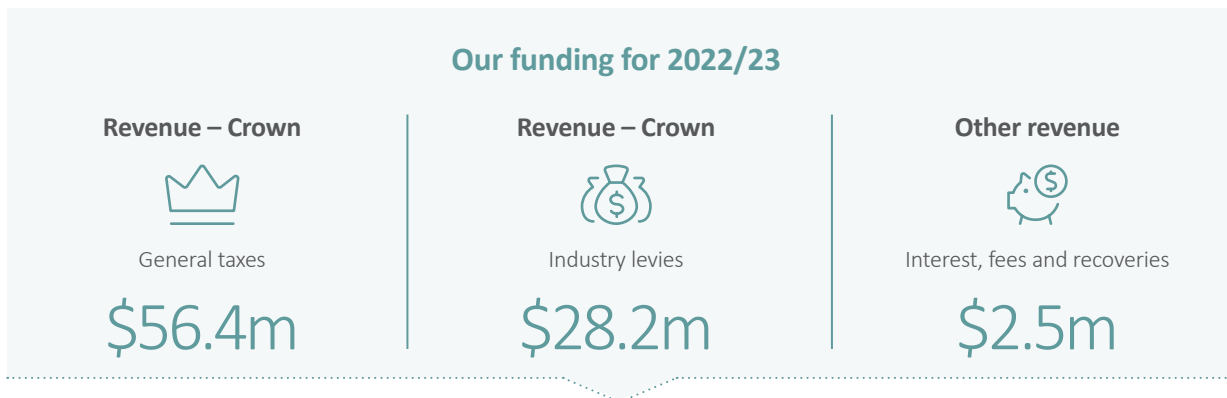 Our funding for 2022/23
Revenue – Crown
General taxes
$56.4m
Revenue – Crown
$
Industry levies
$28.2m
Other revenue
$
Interest, fees and recoveries
$2.5m